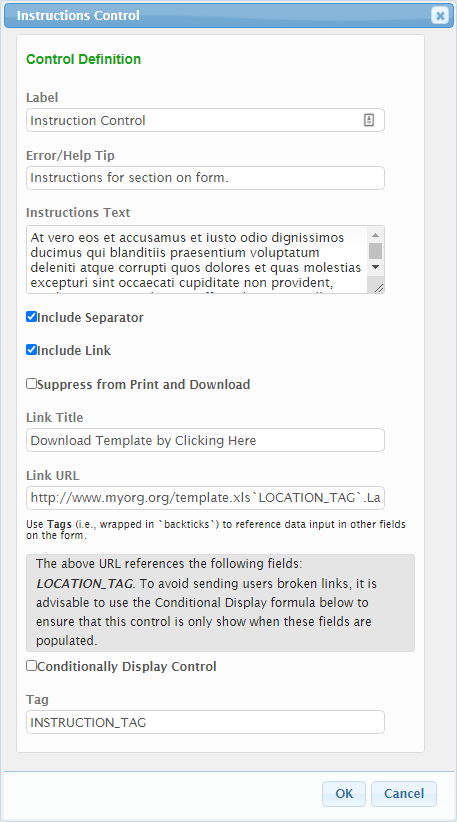 Instructions Control
Control Definition
Label
Instruction Control
Error/Help Tip
Instructions for section on form.
Instructions Text
At vero eos et accusamus et iusto odio dignissimos
ducimus qui blanditiis praesentium voluptatum
deleniti atque corrupti quos dolores et quas molestias
excepturi sint occaecati cupiditate non provident,
Include Separator
Include Link
Suppress from Print and Download
Link Title
Download Template by Clicking Here
Link URL
http://www.myorg.org/template.xls`LOCATION_TAG`.La
Use Tags (i.e., wrapped in `backticks`) to reference data input in other fields
on the form.
The above URL references the following fields:
LOCATION_TAG. To avoid sending users broken links, it is
advisable to use the Conditional Display formula below to
ensure that this control is only show when these fields are
populated.
Conditionally Display Control
Tag
INSTRUCTION_TAG
OK
Cancel